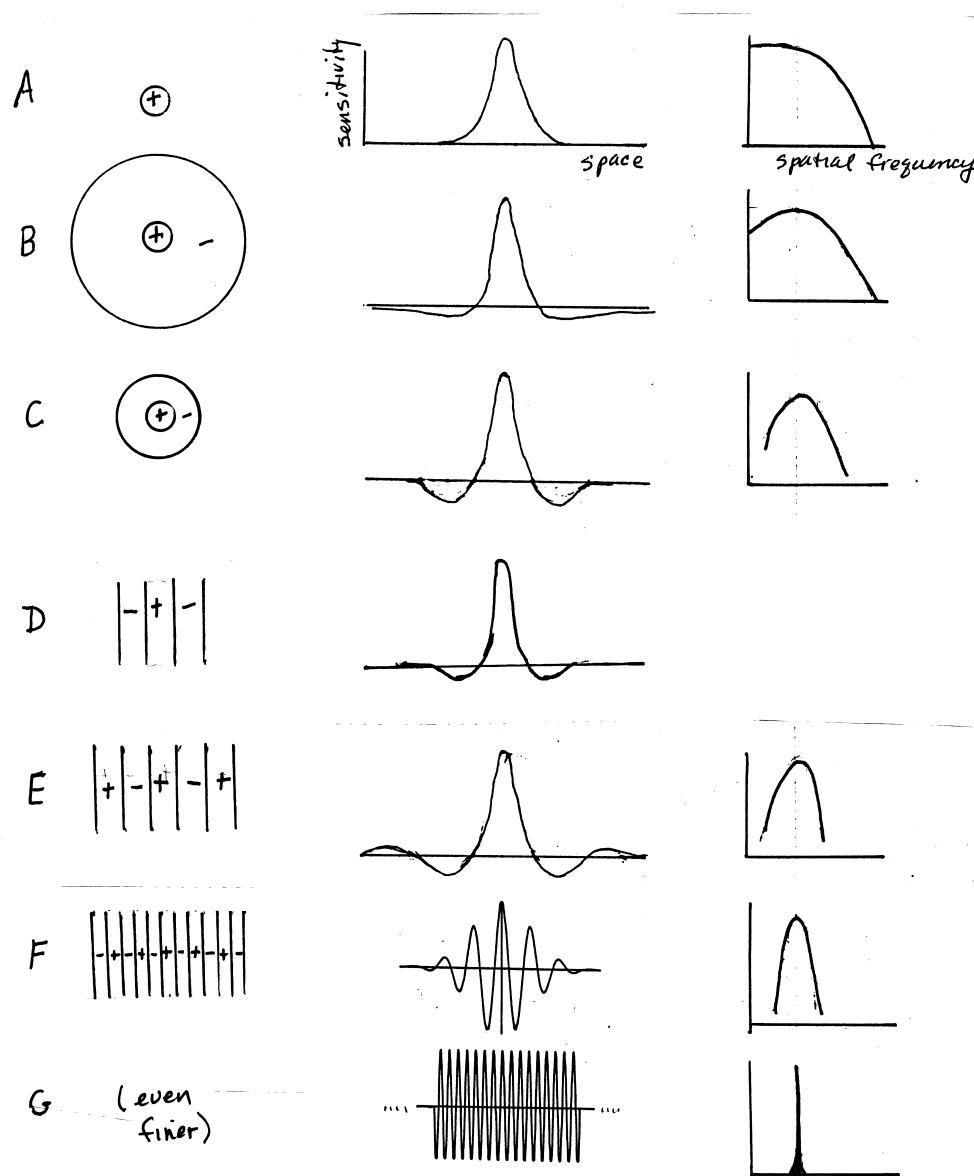 A
+
sensitivity
space
spatial frequency
B
+
-
C
+ -
D
- + -
E
+ - + - +
F
- + - + - + - + - + -
G
(even
finer)